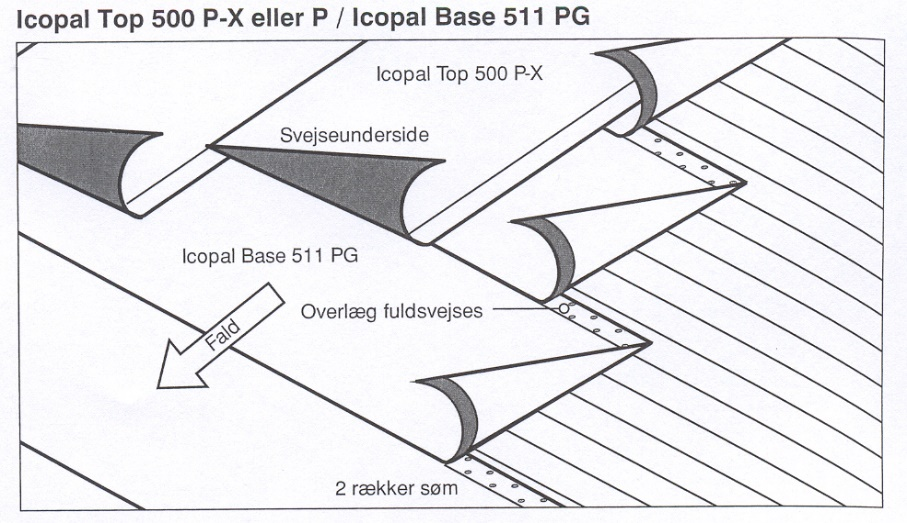 Icopal Top 500 P-X eller P / Icopal Base 511 PG
Icopal Top 500 P-X
Svejseunderside
Icopal Base 511 PG
Overlæg fuldsvejses
Fald
2 rækker søm